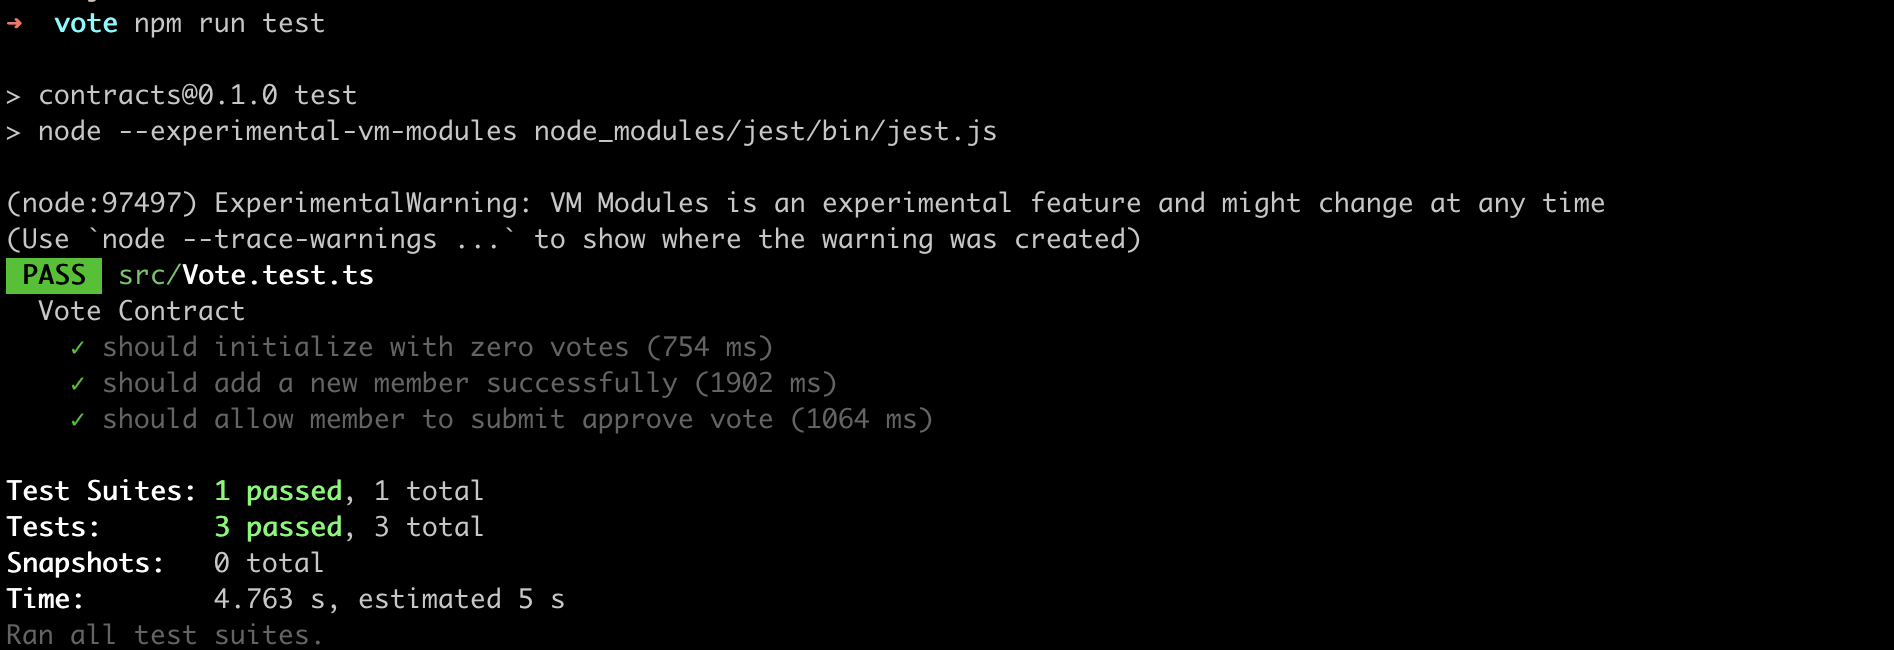 ➜  vote npm run test
> contracts@0.1.0 test
> node --experimental-vm-modules node_modules/jest/bin/jest.js
(node:97497) ExperimentalWarning: VM Modules is an experimental feature and might change at any time
(Use `node --trace-warnings ...` to show where the warning was created)
PASS src/Vote.test.ts
  Vote Contract
    ✓ should initialize with zero votes (754 ms)
    ✓ should add a new member successfully (1902 ms)
    ✓ should allow member to submit approve vote (1064 ms)
Test Suites: 1 passed, 1 total
Tests:       3 passed, 3 total
Snapshots:   0 total
Time:        4.763 s, estimated 5 s
Ran all test suites.